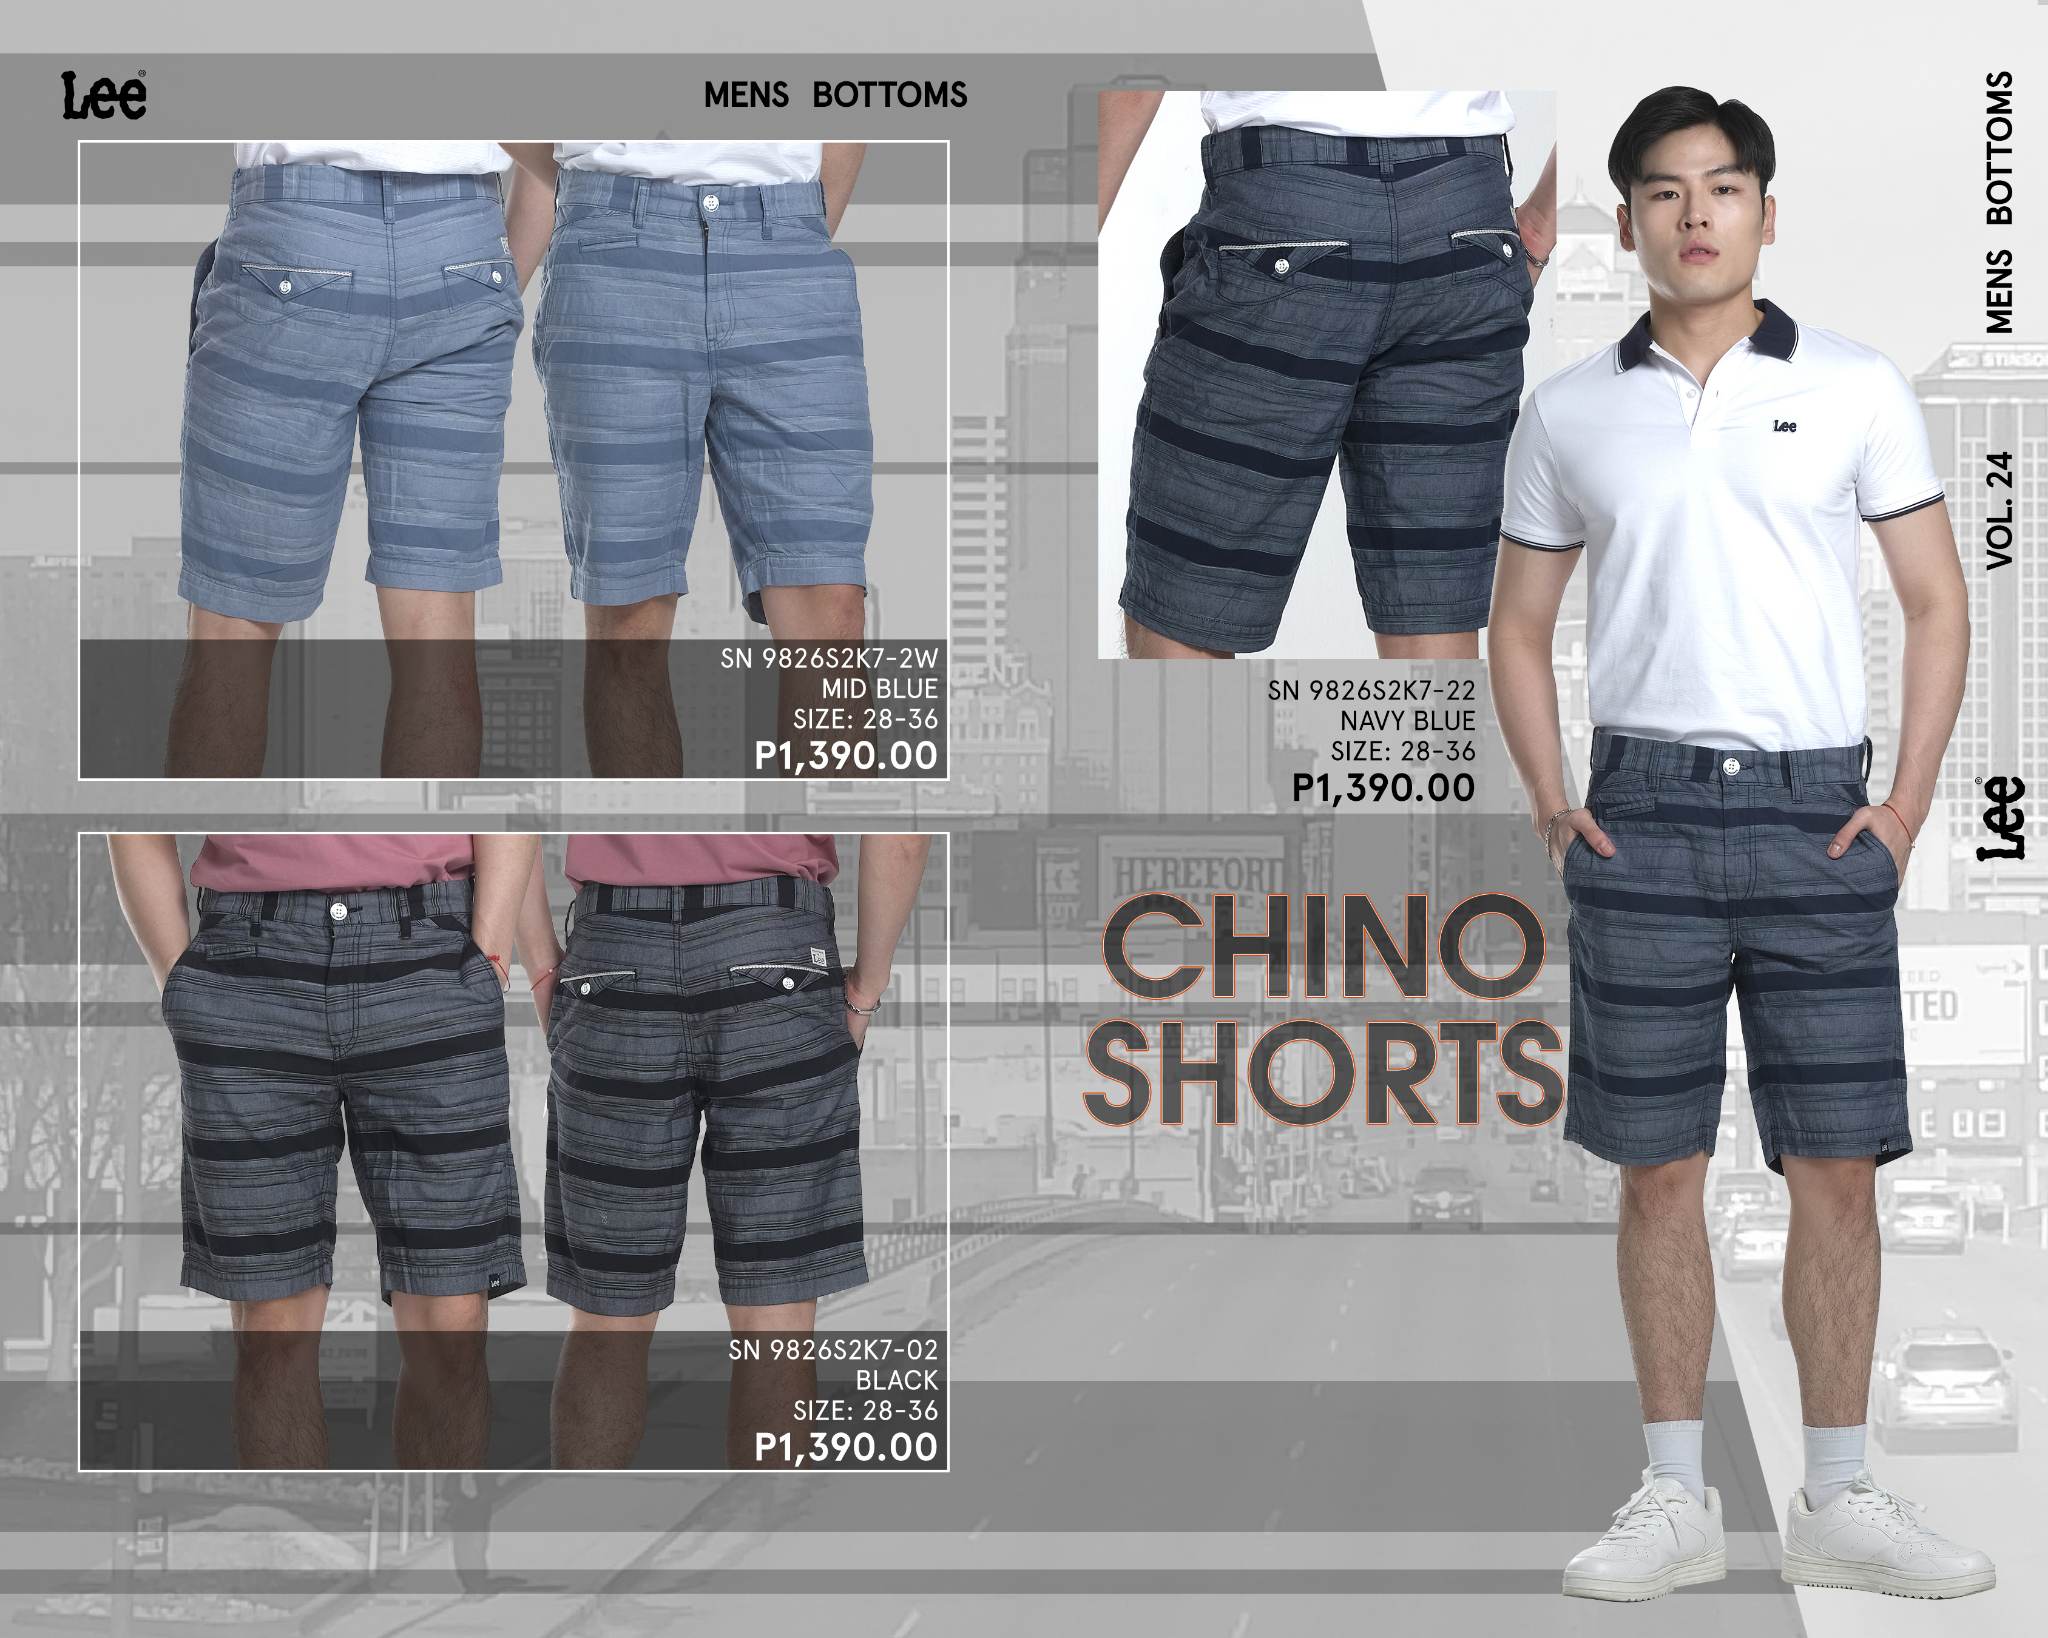 Lee
MENS BOTTOMS
SN 9826S2K7-2W
MID BLUE
SIZE: 28-36
P1,390.00
Lee
SN 9826S2K7-02
BLACK
SIZE: 28-36
P1,390.00
Lee
SN 9826S2K7-22
NAVY BLUE
SIZE: 28-36
P1,390.00
HEREFORD
CHINO
SHORTS
Lee
MENS BOTTOMS
VOL. 24
Lee